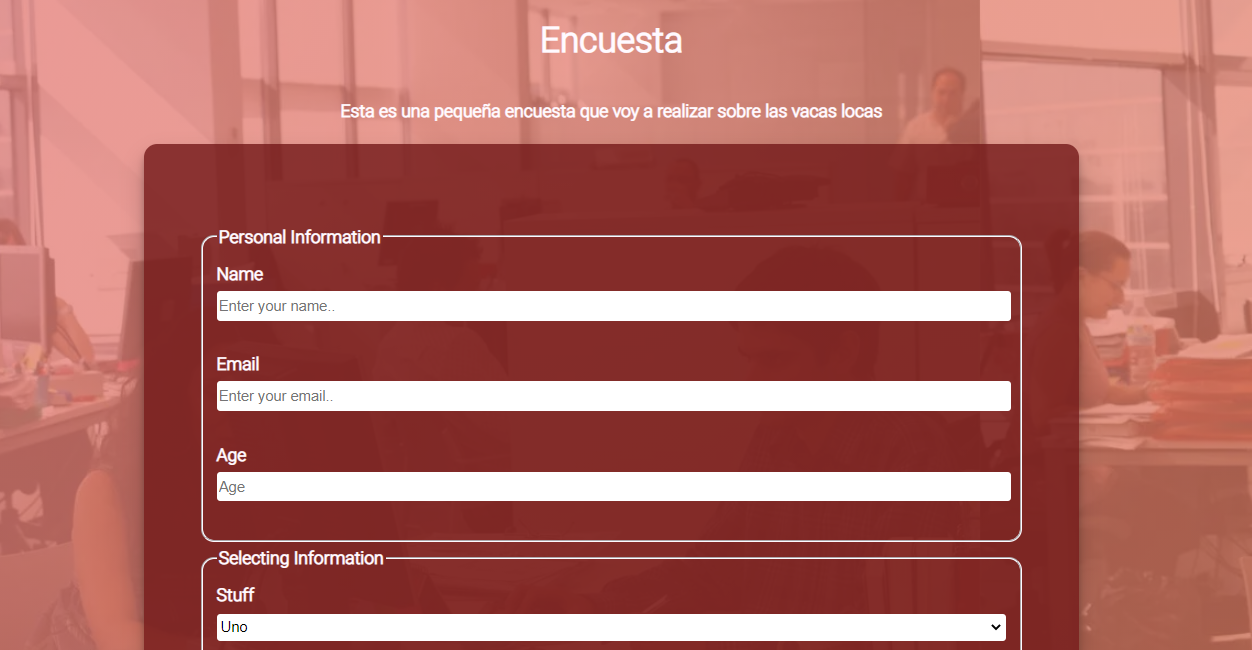 Encuesta
Esta es una pequeña encuesta que voy a realizar sobre las vacas locas
Personal Information
Name
Enter your name..
Email
Enter your email..
Age
Age
Selecting Information
Stuff
Uno